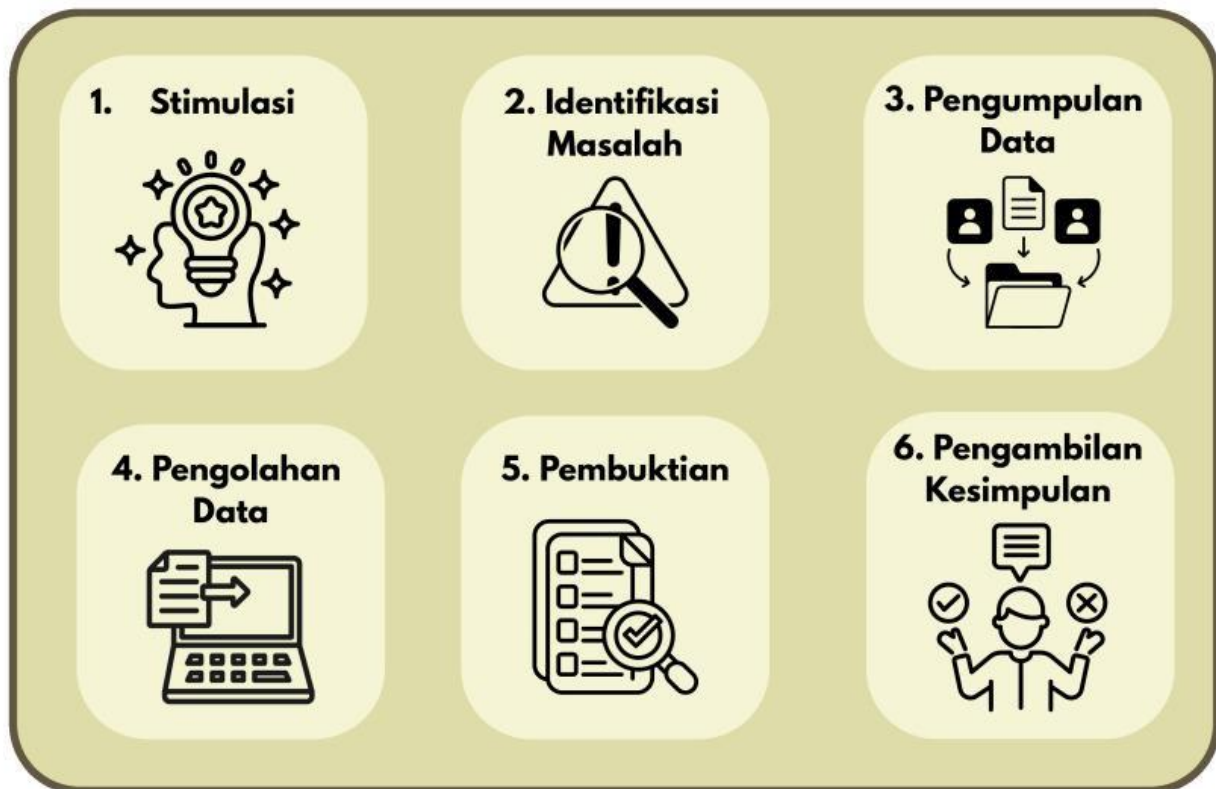 1. Stimulasi
2. Identifikasi
Masalah
3. Pengumpulan
Data
4. Pengolahan
Data
5. Pembuktian
6. Pengambilan
Kesimpulan